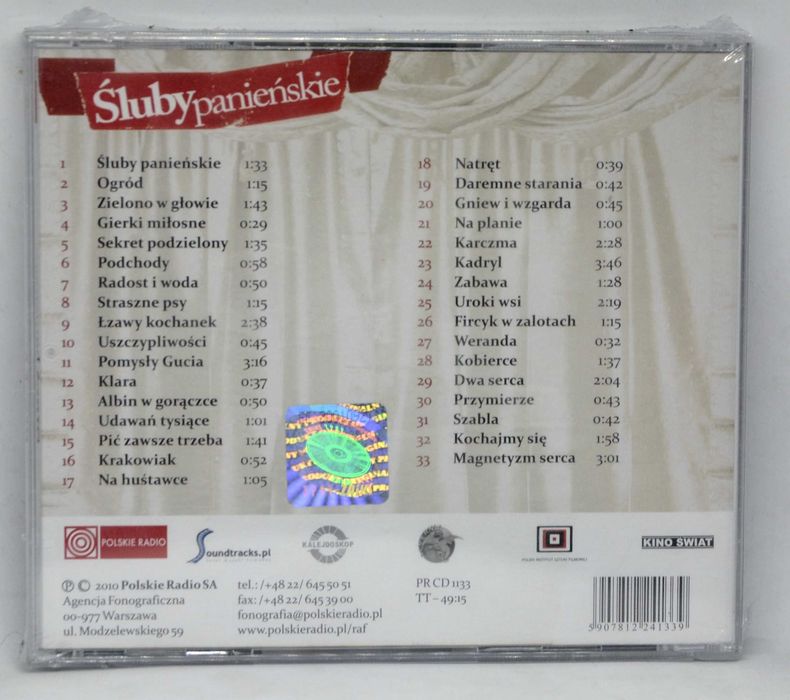 Śluby panieńskie
1 Śluby panieńskie 1:33
2 Ogród 1:15
3 Zielono w głowie 1:43
4 Gierki miłosne 0:29
5 Sekret podzielony 1:35
6 Podchody 0:58
7 Radost i woda 0:50
8 Straszne psy 1:15
9 Łzawy kochanek 2:38
10 Uszczypliwości 0:45
11 Pomysły Gucia 3:16
12 Klara 0:37
13 Albin w gorączce 0:50
14 Udawań tysiące 1:01
15 Pić zawsze trzeba 1:41
16 Krakowiak 0:52
17 Na huśtawce 1:05
18 Natręt 0:39
19 Daremne starania 0:42
20 Gniew i wzgarda 0:45
21 Na planie 1:00
22 Karczma 2:28
23 Kadryl 3:46
24 Zabawa 1:28
25 Uroki wsi 2:19
26 Fircyk w zalotach 1:15
27 Weranda 0:32
28 Kobierce 1:37
29 Dwa serca 2:04
30 Przymierze 0:43
31 Szabla 0:42
32 Kochajmy się 1:58
33 Magnetyzm serca 3:01
POLSKIE RADIO
Soundtracks.pl
KALEJDOSKOP
POLSKI INSTYTUT SZTUKI FILMOWEJ
KINO ŚWIAT
℗ © 2010 Polskie Radio SA
Agencja Fonograficzna
00-977 Warszawa
ul. Modzelewskiego 59
tel.: /+48 22/ 645 50 51
fax: /+48 22/ 645 39 00
fonografia@polskieradio.pl
www.polskieradio.pl/raf
PR CD 1133
TT – 49:15
5 907812 241339